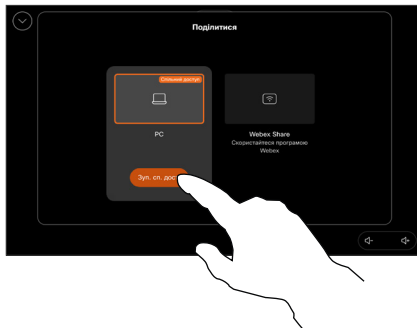 Поділитися
Спільний доступ
PC
Зуп. сп. дос
Webex Share
Скористайтеся програмою
Webex